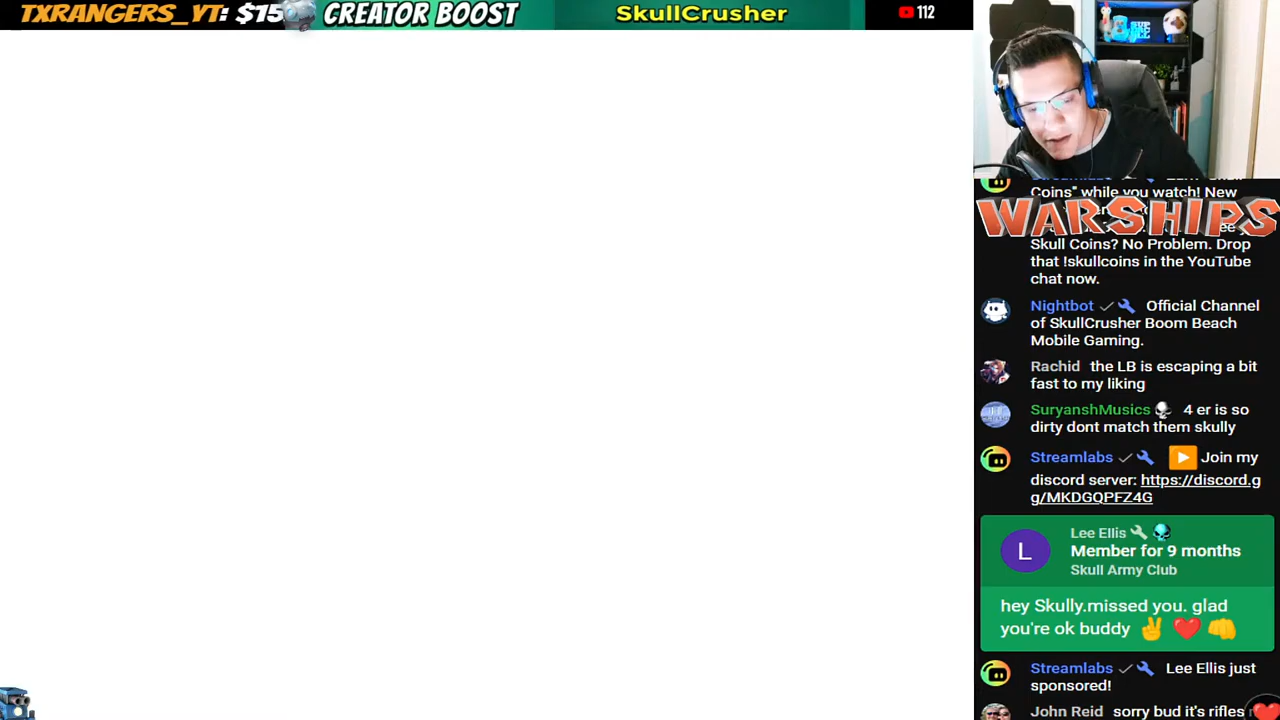 TXRANGERS_YT: $15
CREATOR BOOST
SkullCrusher
112
Coins" while you watch! New
WARSHIPS
Skull Coins? No Problem. Drop
that !skullcoins in the YouTube
chat now.
Nightbot Official Channel
of SkullCrusher Boom Beach
Mobile Gaming.
Rachid the LB is escaping a bit
fast to my liking
SuryanshMusics 4 er is so
dirty dont match them skully
Streamlabs Join my
discord server: https://discord.g
g/MKDGQPFZ4G
L
Lee Ellis
Member for 9 months
Skull Army Club
hey Skully.missed you. glad
you're ok buddy ✌️ ❤️ 👊
Streamlabs Lee Ellis just
sponsored!
John Reid sorry bud it's rifles